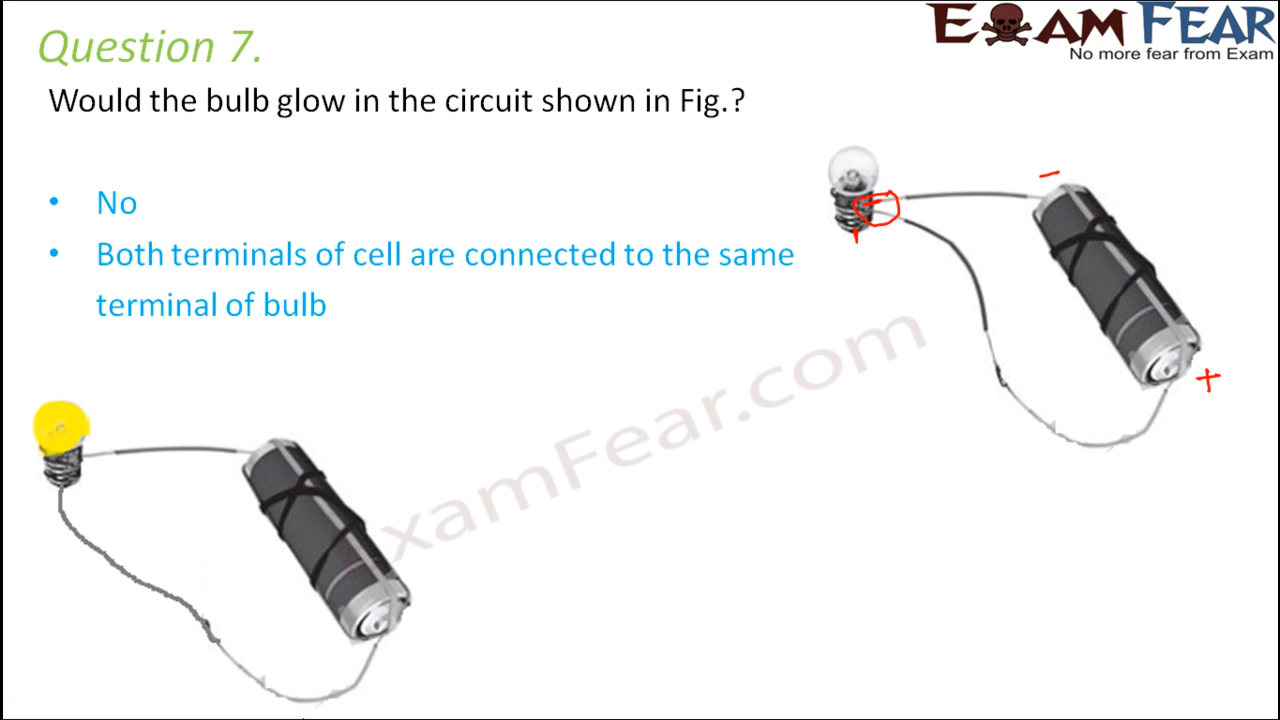 Question 7.
EXAM FEAR
No more fear from Exam
Would the bulb glow in the circuit shown in Fig.?
• No
• Both terminals of cell are connected to the same
terminal of bulb
−
+
xamFear.com